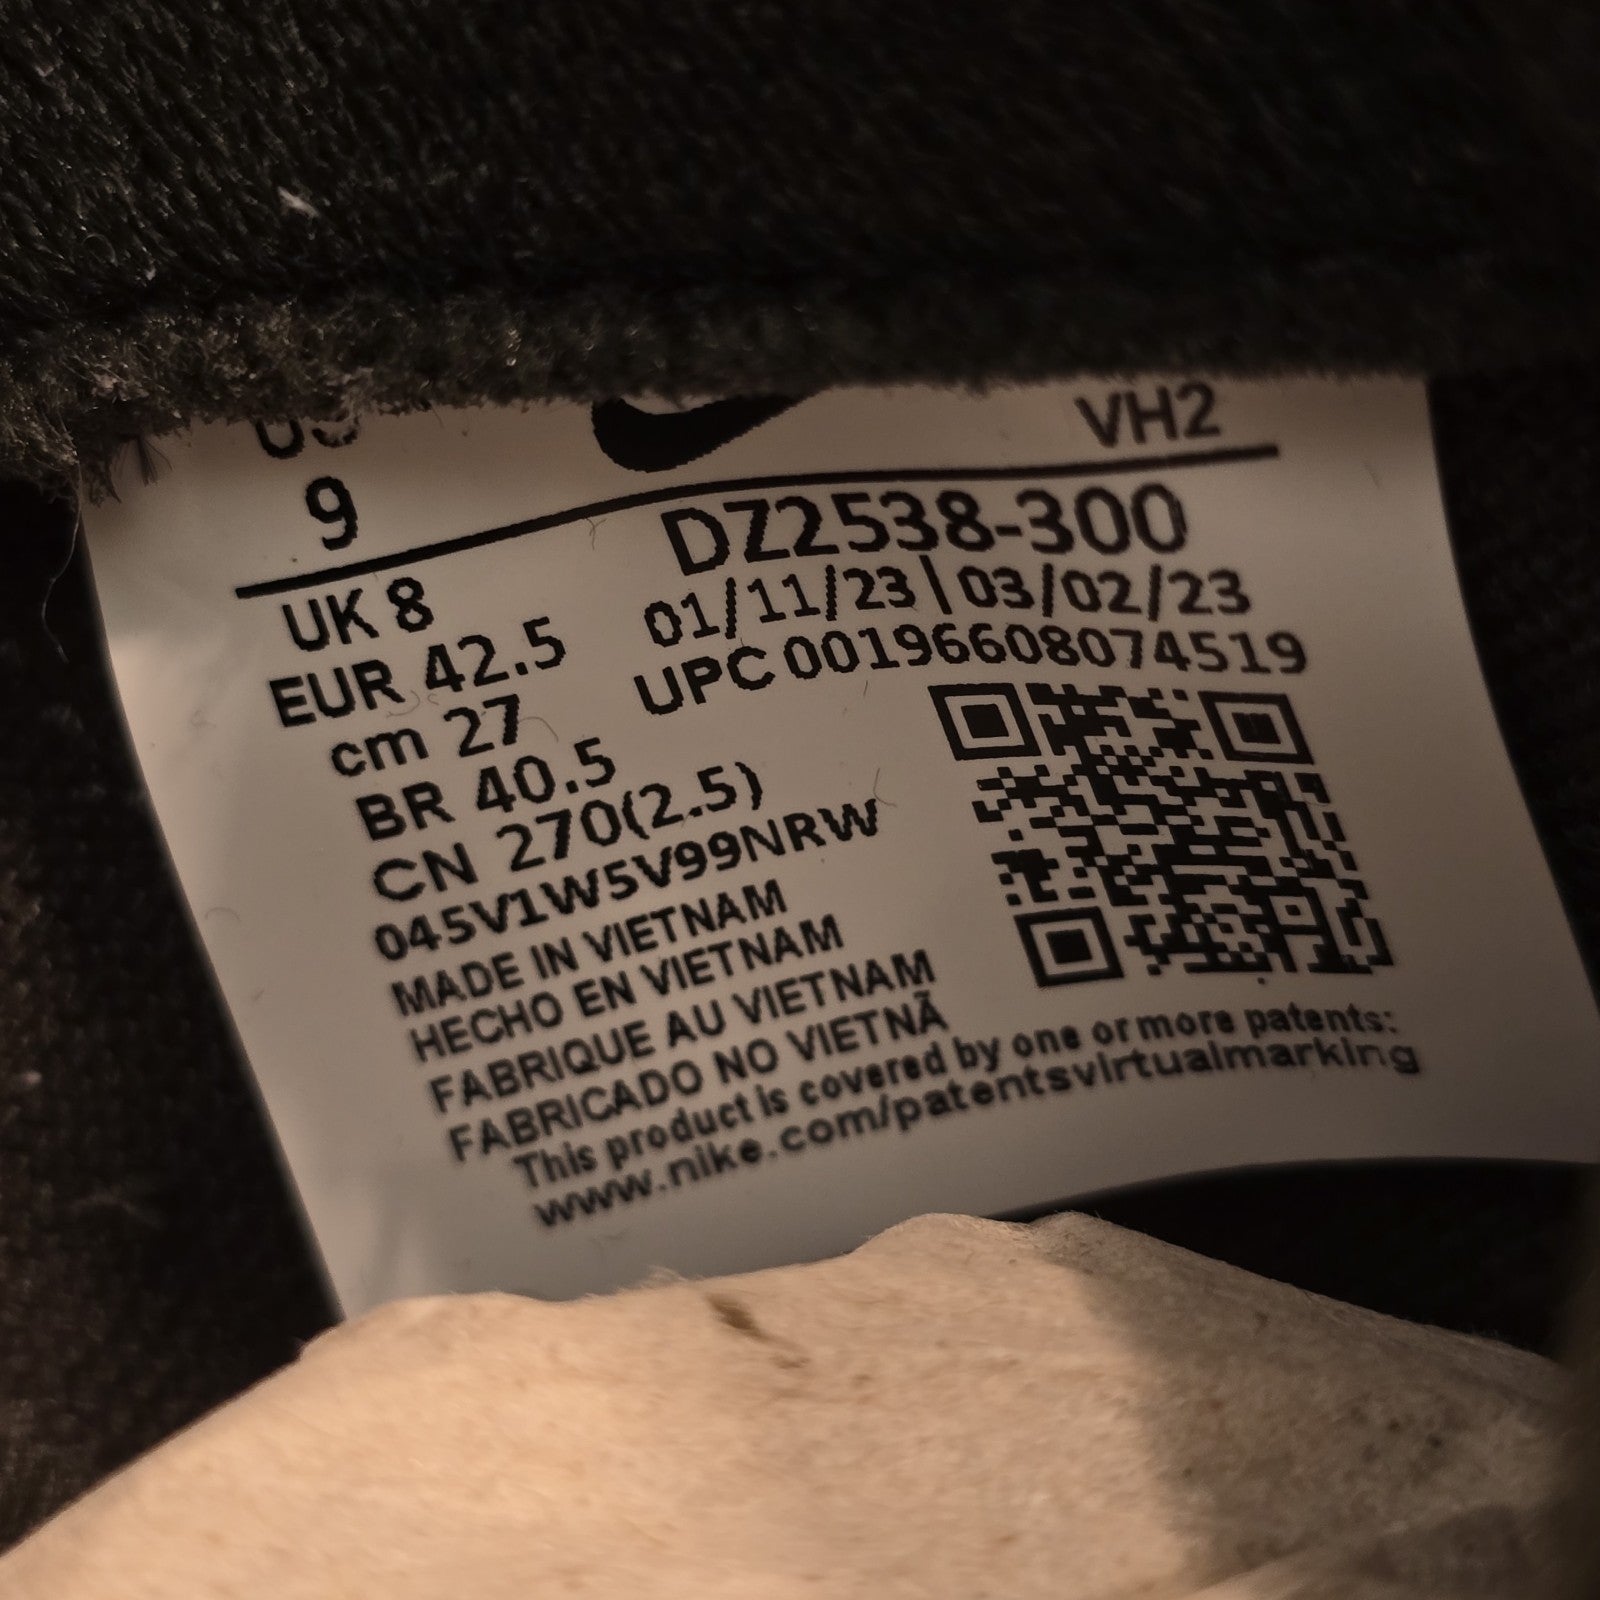 US VH2
9
DZ2538-300
UK 8 01/11/23 | 03/02/23
EUR 42.5 UPC 00196608074519
cm 27
BR 40.5
CN 270(2.5)
045V1W5V99NRW
MADE IN VIETNAM
HECHO EN VIETNAM
FABRIQUE AU VIETNAM
FABRICADO NO VIETNÃ
This product is covered by one or more patents:
www.nike.com/patentsvirtualmarking